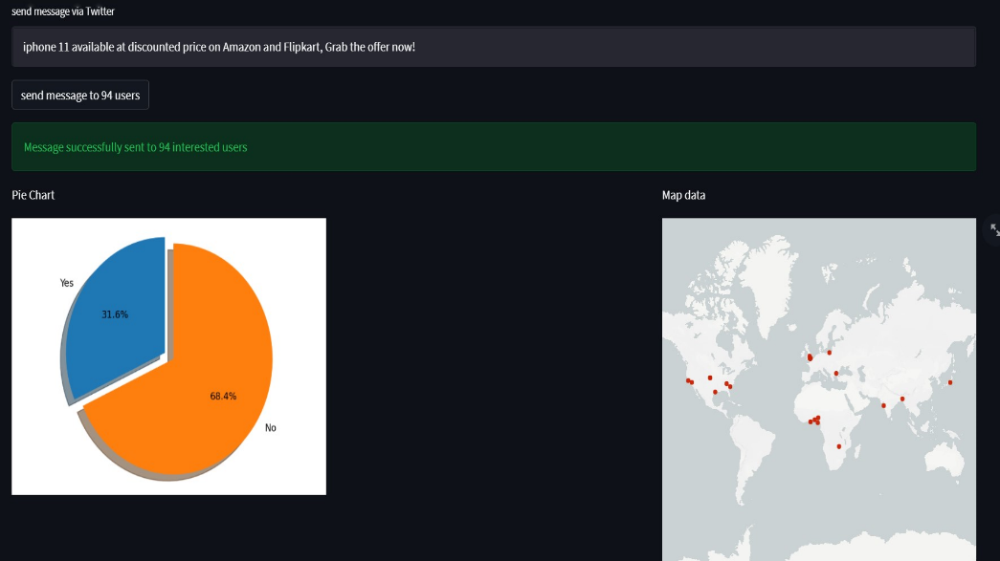 send message via Twitter
iphone 11 available at discounted price on Amazon and Flipkart, Grab the offer now!
send message to 94 users
Message successfully sent to 94 interested users
Pie Chart
Map data
Yes
31.6%
68.4%
No